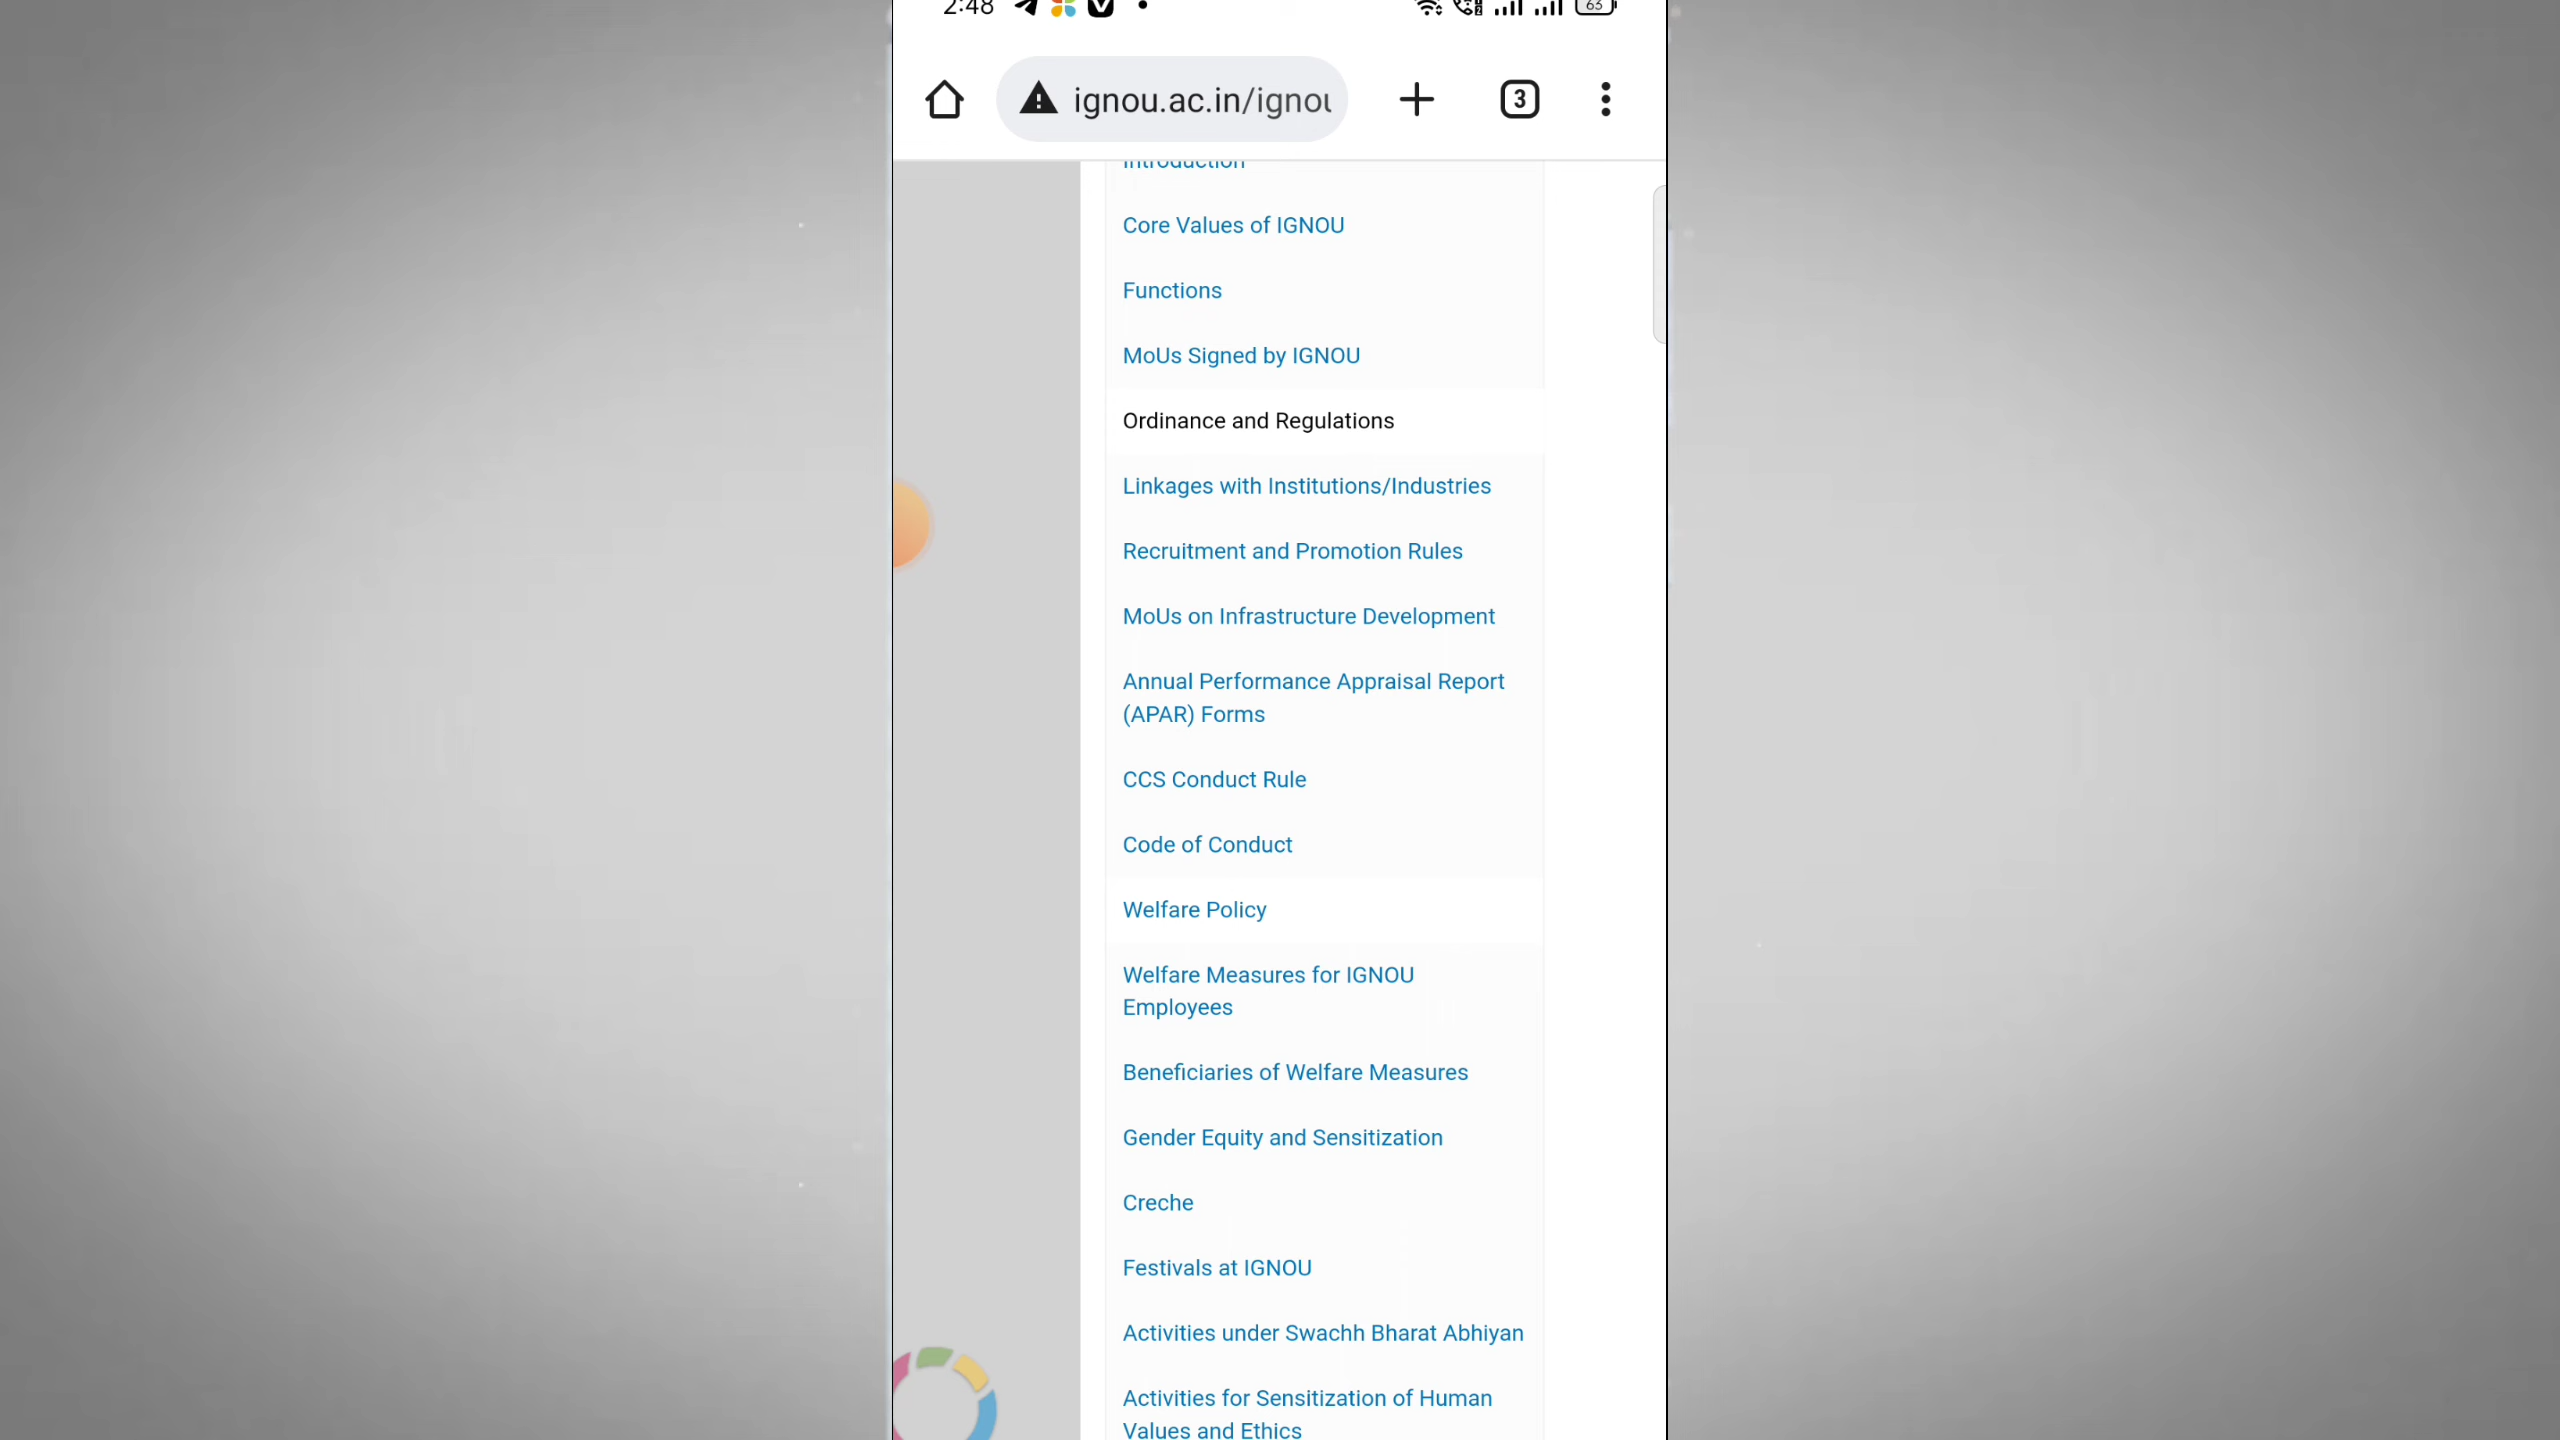 2:48
63
ignou.ac.in/ignou
3
Introduction
Core Values of IGNOU
Functions
MoUs Signed by IGNOU
Ordinance and Regulations
Linkages with Institutions/Industries
Recruitment and Promotion Rules
MoUs on Infrastructure Development
Annual Performance Appraisal Report
(APAR) Forms
CCS Conduct Rule
Code of Conduct
Welfare Policy
Welfare Measures for IGNOU
Employees
Beneficiaries of Welfare Measures
Gender Equity and Sensitization
Creche
Festivals at IGNOU
Activities under Swachh Bharat Abhiyan
Activities for Sensitization of Human
Values and Ethics